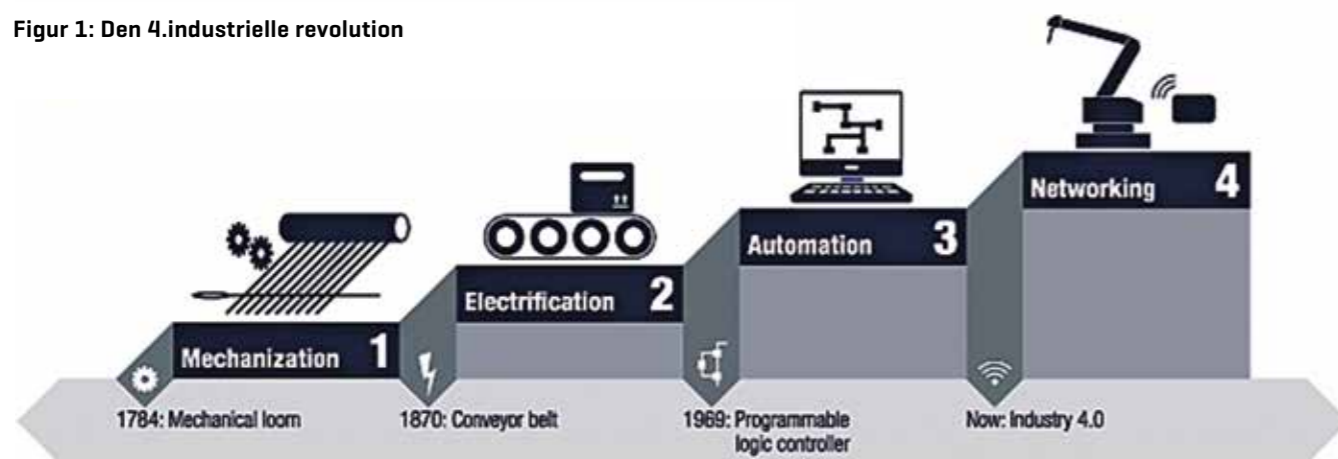 Figur 1: Den 4.industrielle revolution
Mechanization 1
Electrification 2
Automation 3
Networking 4
1784: Mechanical loom
1870: Conveyor belt
1969: Programmable
logic controller
Now: Industry 4.0